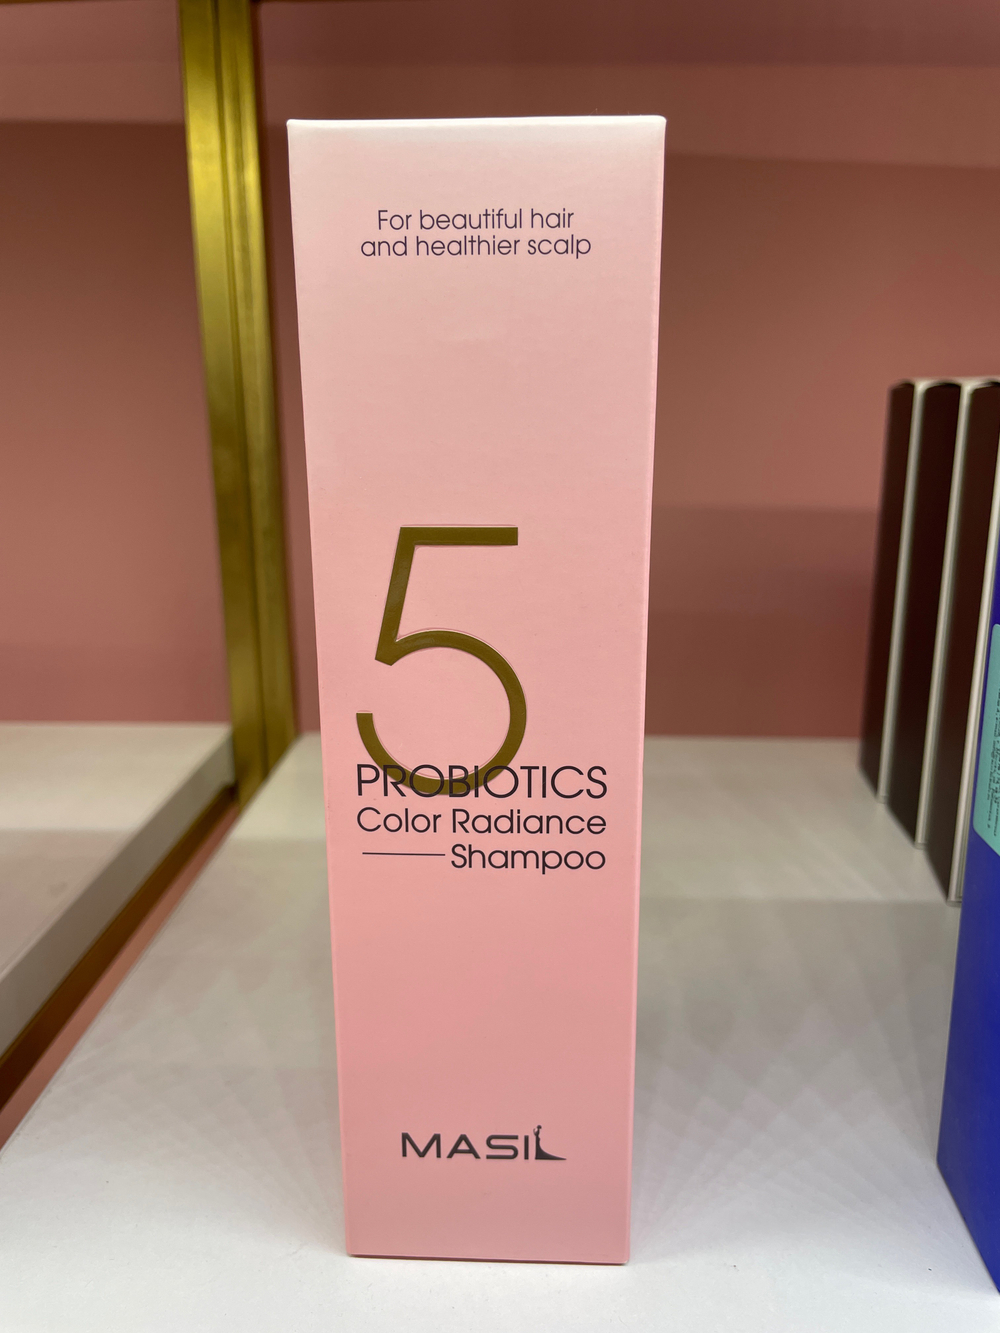 For beautiful hair
and healthier scalp
5
PROBIOTICS
Color Radiance
Shampoo
MASIL